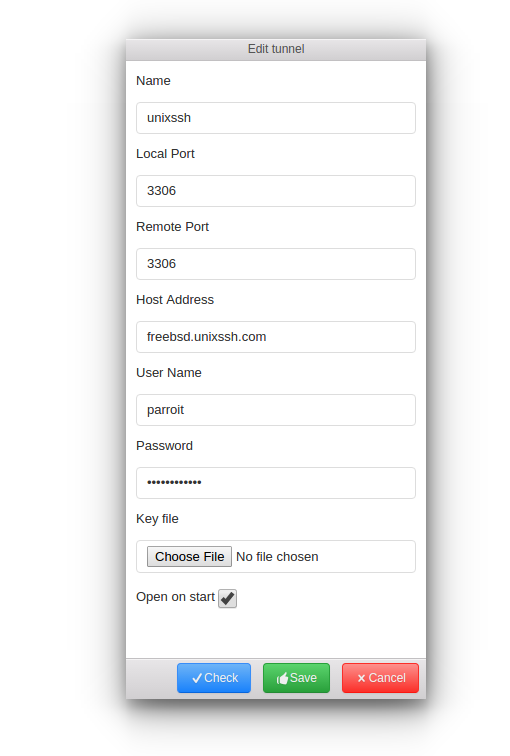 Edit tunnel
Name
unixssh
Local Port
3306
Remote Port
3306
Host Address
freebsd.unixssh.com
User Name
parroit
Password
••••••••••••
Key file
Choose File No file chosen
Open on start
Check Save Cancel